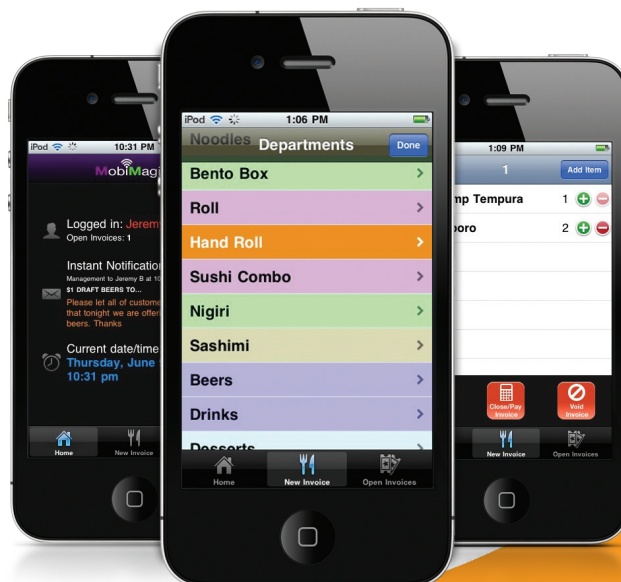 iPod
10:31 PM
MobiMagi
Logged in: Jeremy
Open Invoices: 1
Instant Notification
Management to Jeremy B at 10
$1 DRAFT BEERS TO...
Please let all of custome
that tonight we are offeri
beers. Thanks
Current date/time
Thursday, June
10:31 pm
Home
New Invoice
iPod
1:06 PM
Noodles
Departments
Done
Bento Box
Roll
Hand Roll
Sushi Combo
Nigiri
Sashimi
Beers
Drinks
Desserts
Home
New Invoice
Open Invoices
1:09 PM
1
Add Item
mp Tempura
1
oro
2
Close/Pay
Invoice
Void
Invoice
New Invoice
Open Invoices